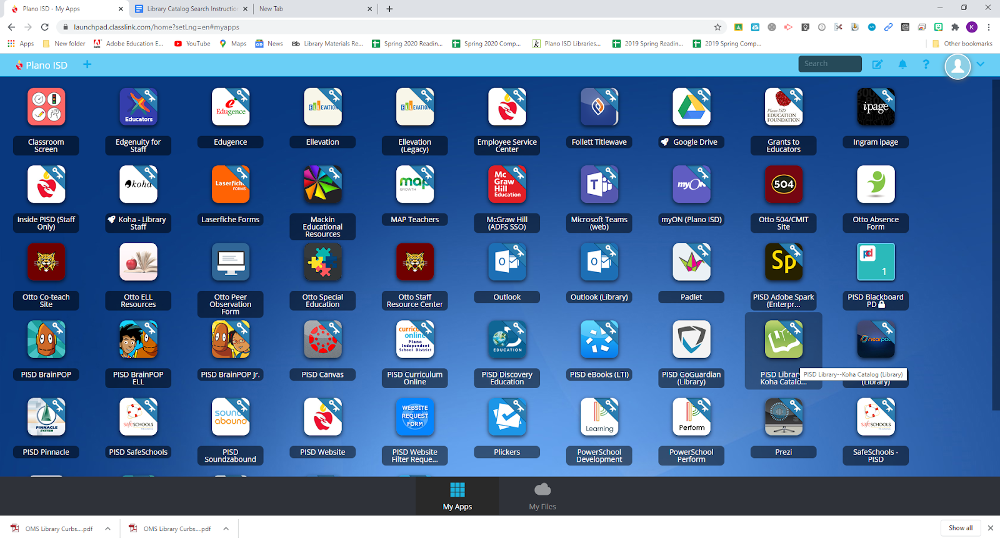 Plano ISD - My Apps
Library Catalog Search Instructio
New Tab
launchpad.classlink.com/home?setLng=en#myapps
K
Apps
New folder
Adobe Education E...
YouTube
Maps
News
Bb Library Materials Re...
Spring 2020 Readin...
Spring 2020 Comp...
k Plano ISD Libraries...
2019 Spring Readin...
2019 Spring Comp...
Other bookmarks
Plano ISD
Search
Educators
e
Edugence
ELLEVATION
ELLEVATION
Plano ISD
EDUCATION
FOUNDATION
ipage
Classroom
Screen
Edgenuity for
Staff
Edugence
Ellevation
Ellevation
(Legacy)
Employee Service
Center
Follett Titlewave
Google Drive
Grants to
Educators
Ingram ipage
koha
Laserfiche
FORMS
map
GROWTH
Mc
Graw
Hill
Education
T
myON
504
Inside PISD (Staff
Only)
Koha - Library
Staff
Laserfiche Forms
Mackin
Educational
Resources
MAP Teachers
McGraw Hill
(ADFS SSO)
Microsoft Teams
(web)
myON (Plano ISD)
Otto 504/CMIT
Site
Otto Absence
Form
O
O
Sp
pd
1
Otto Co-teach
Site
Otto ELL
Resources
Otto Peer
Observation
Form
Otto Special
Education
Otto Staff
Resource Center
Outlook
Outlook (Library)
Padlet
PISD Adobe Spark
(Enterpr...
PISD Blackboard
PD
curriculum
online
Plano
Independent
School District
EDUCATION
nearpod
PISD BrainPOP
PISD BrainPOP
ELL
PISD BrainPOP Jr.
PISD Canvas
PISD Curriculum
Online
PISD Discovery
Education
PISD eBooks (LTI)
PISD GoGuardian
(Library)
PISD Librar
Koha Catalo...
PISD Library--Koha Catalog (Library)
(Library)
PINNACLE
SYSTEM
SAFESCHOOLS
TRAINING
sound
abound
WEBSITE
REQUEST
FORM
Learning
Perform
SAFESCHOOLS
TRAINING
PISD Pinnacle
PISD SafeSchools
PISD
Soundzabound
PISD Website
PISD Website
Filter Reque...
Plickers
PowerSchool
Development
PowerSchool
Perform
Prezi
SafeSchools -
PISD
My Apps
My Files
OMS Library Curbs....pdf
OMS Library Curbs....pdf
Show all